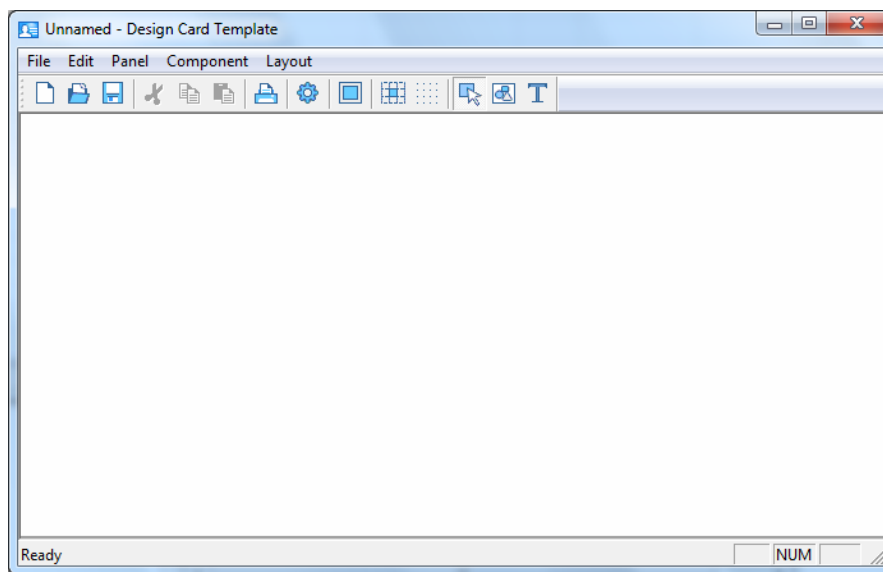 Unnamed - Design Card Template
File Edit Panel Component Layout
T
Ready NUM